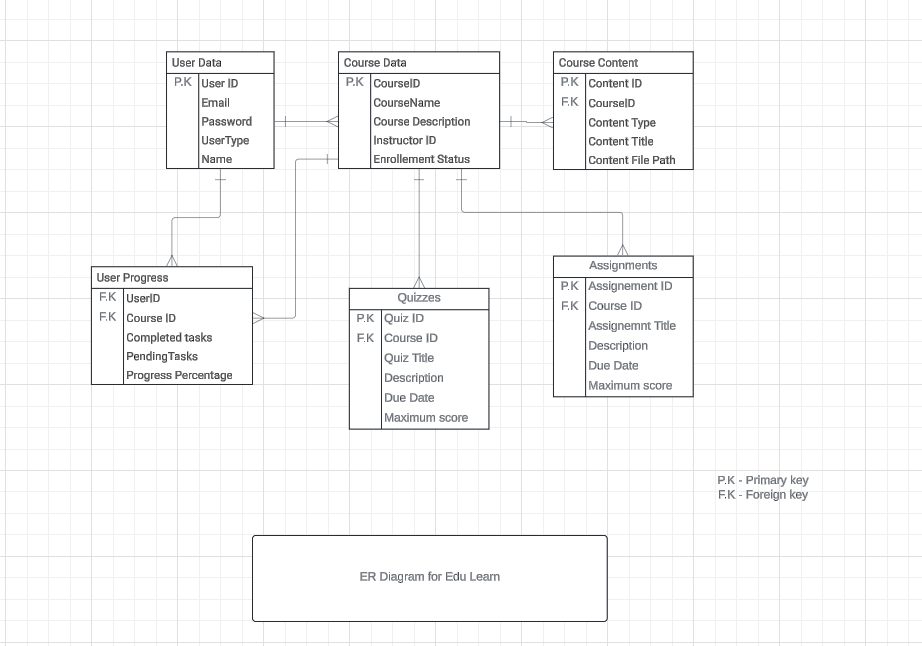 User Data
P.K User ID
Email
Password
UserType
Name
Course Data
P.K CourseID
CourseName
Course Description
Instructor ID
Enrollement Status
Course Content
P.K Content ID
F.K CourseID
Content Type
Content Title
Content File Path
User Progress
F.K UserID
F.K Course ID
Completed tasks
PendingTasks
Progress Percentage
Quizzes
P.K Quiz ID
F.K Course ID
Quiz Title
Description
Due Date
Maximum score
Assignments
P.K Assignement ID
F.K Course ID
Assignemnt Title
Description
Due Date
Maximum score
P.K - Primary key
F.K - Foreign key
ER Diagram for Edu Learn